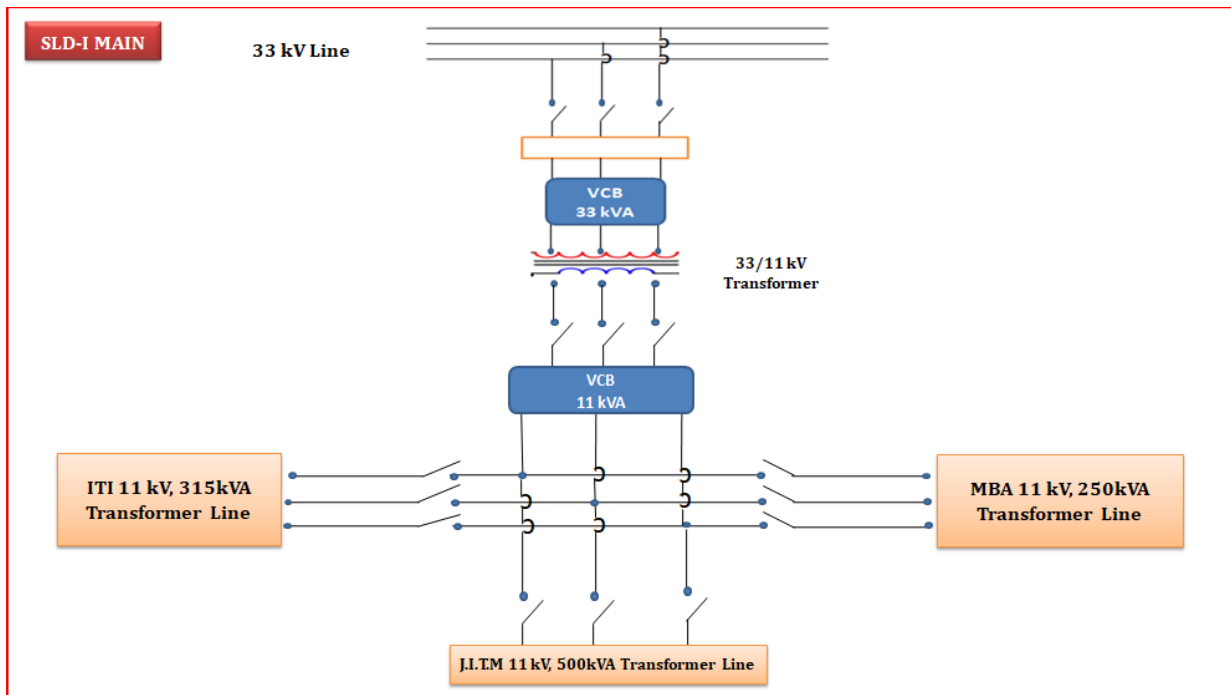 SLD-I MAIN
33 kV Line
VCB
33 kVA
33/11 kV
Transformer
VCB
11 kVA
ITI 11 kV, 315kVA
Transformer Line
MBA 11 kV, 250kVA
Transformer Line
J.I.T.M 11 kV, 500kVA Transformer Line